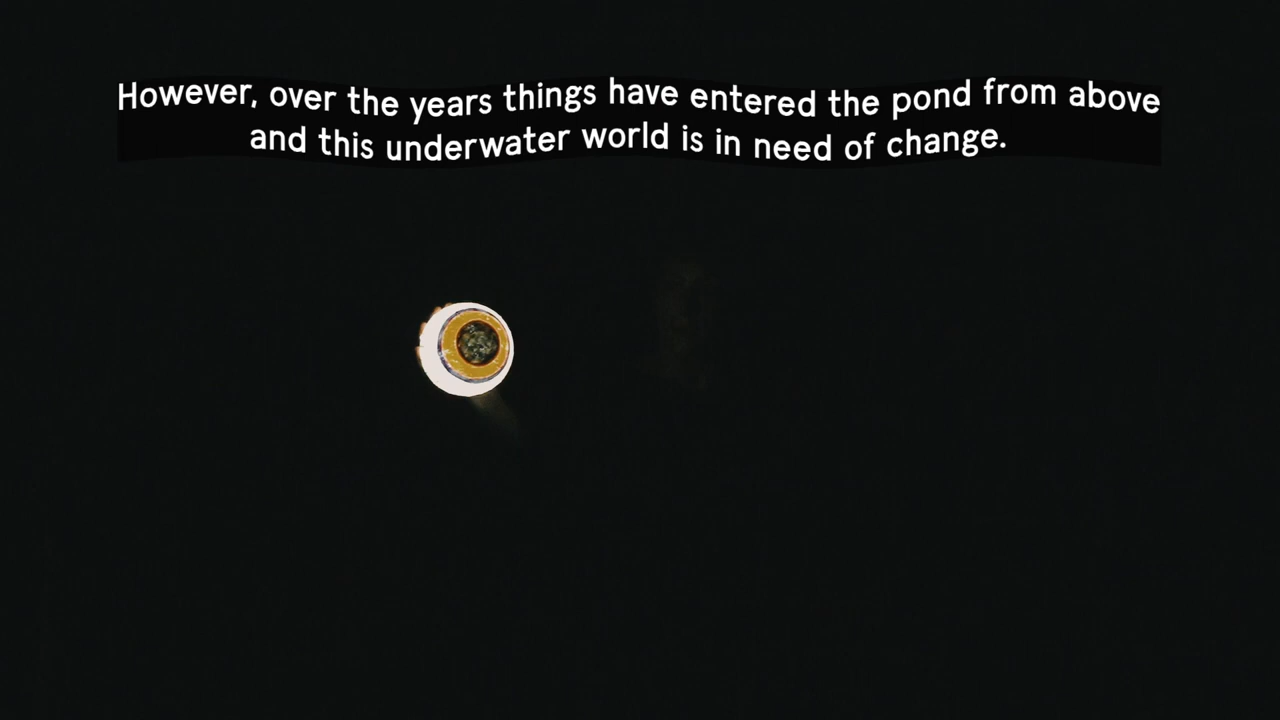 However, over the years things have entered the pond from above
and this underwater world is in need of change.